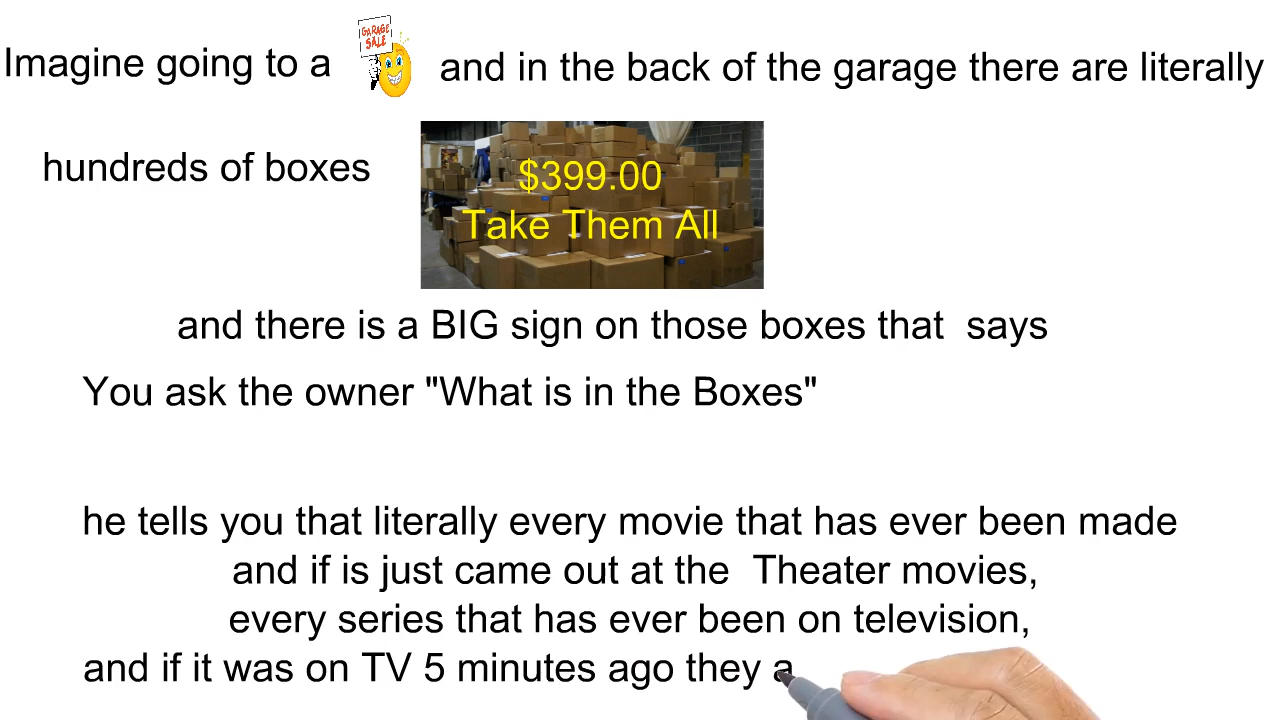 Imagine going to a GARAGE SALE and in the back of the garage there are literally
hundreds of boxes
$399.00
Take Them All
and there is a BIG sign on those boxes that  says
You ask the owner "What is in the Boxes"
he tells you that literally every movie that has ever been made
and if is just came out at the  Theater movies,
every series that has ever been on television,
and if it was on TV 5 minutes ago they a